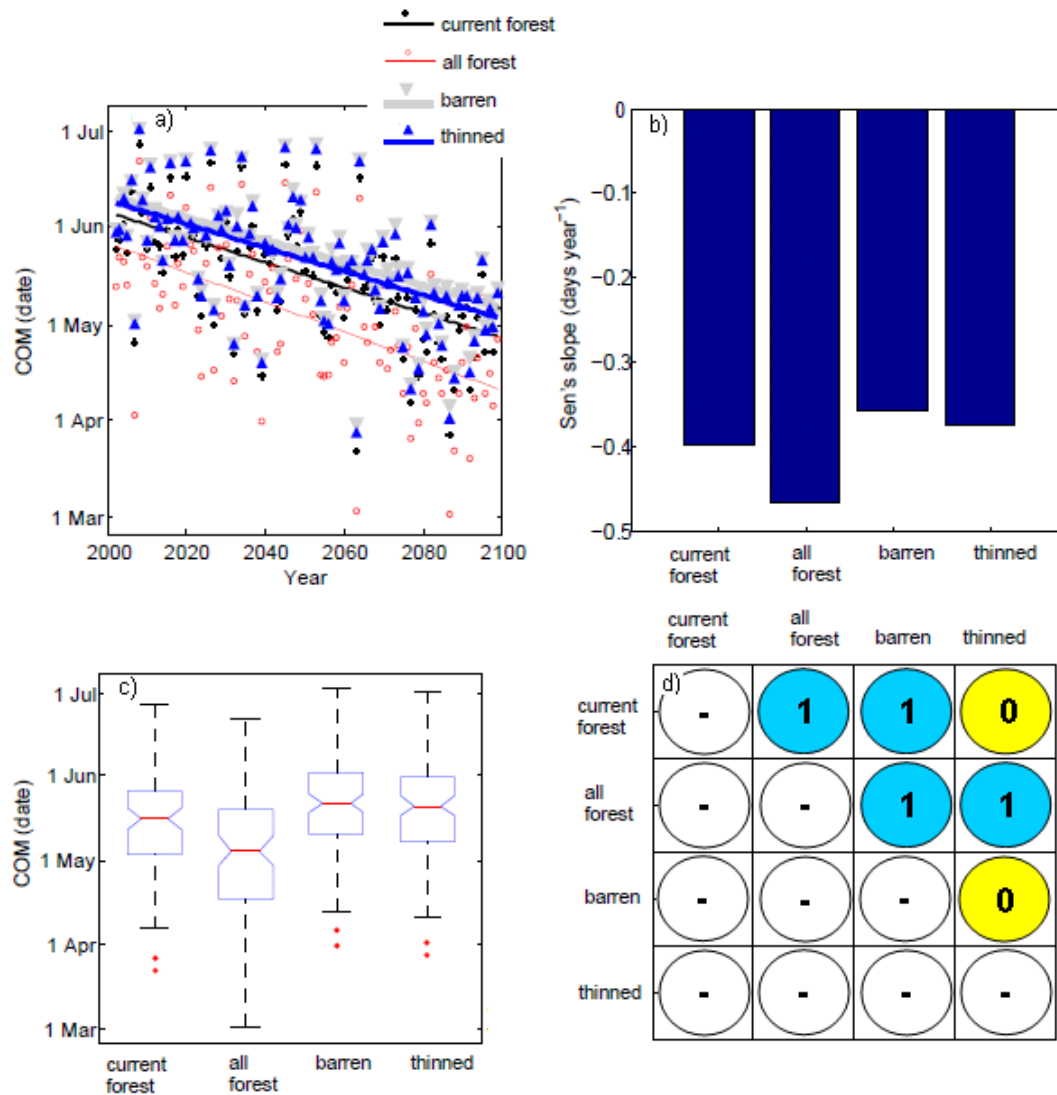 current forest
all forest
barren
thinned
a)
1 Jul
1 Jun
1 May
1 Apr
1 Mar
COM (date)
2000 2020 2040 2060 2080 2100
Year
b)
0
−0.1
−0.2
−0.3
−0.4
−0.5
Sen's slope (days year⁻¹)
current forest
all forest
barren
thinned
c)
1 Jul
1 Jun
1 May
1 Apr
1 Mar
COM (date)
current forest
all forest
barren
thinned
current forest
all forest
barren
thinned
d)
current forest
- 1 1 0
all forest
- - 1 1
barren
- - - 0
thinned
- - - -